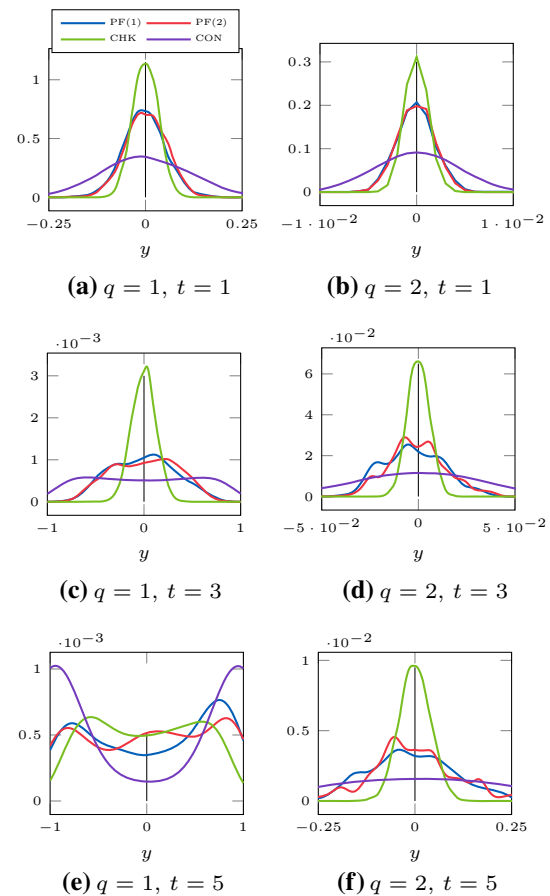 PF(1) PF(2)
CHK CON
1
0.5
0
−0.25 0 0.25
y
(a) q = 1, t = 1
0.3
0.2
0.1
0
−1 · 10−2 0 1 · 10−2
y
(b) q = 2, t = 1
·10−3
3
2
1
0
−1 0 1
y
(c) q = 1, t = 3
·10−2
6
4
2
0
−5 · 10−2 0 5 · 10−2
y
(d) q = 2, t = 3
·10−3
1
0.5
0
−1 0 1
y
(e) q = 1, t = 5
·10−2
1
0.5
0
−0.25 0 0.25
y
(f) q = 2, t = 5